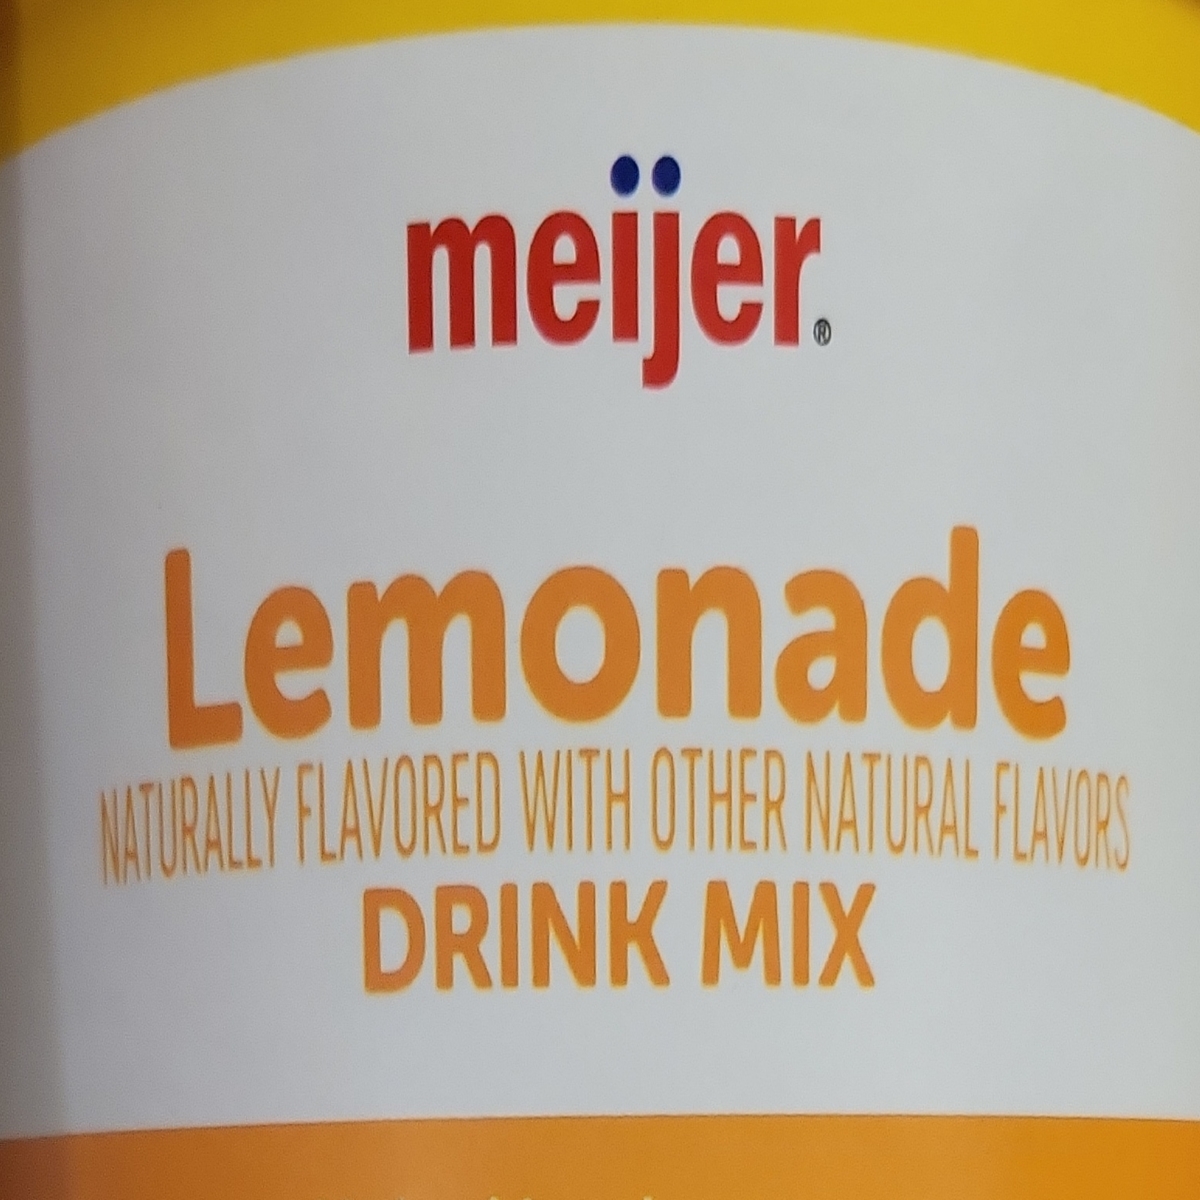 meijer®
Lemonade
NATURALLY FLAVORED WITH OTHER NATURAL FLAVORS
DRINK MIX